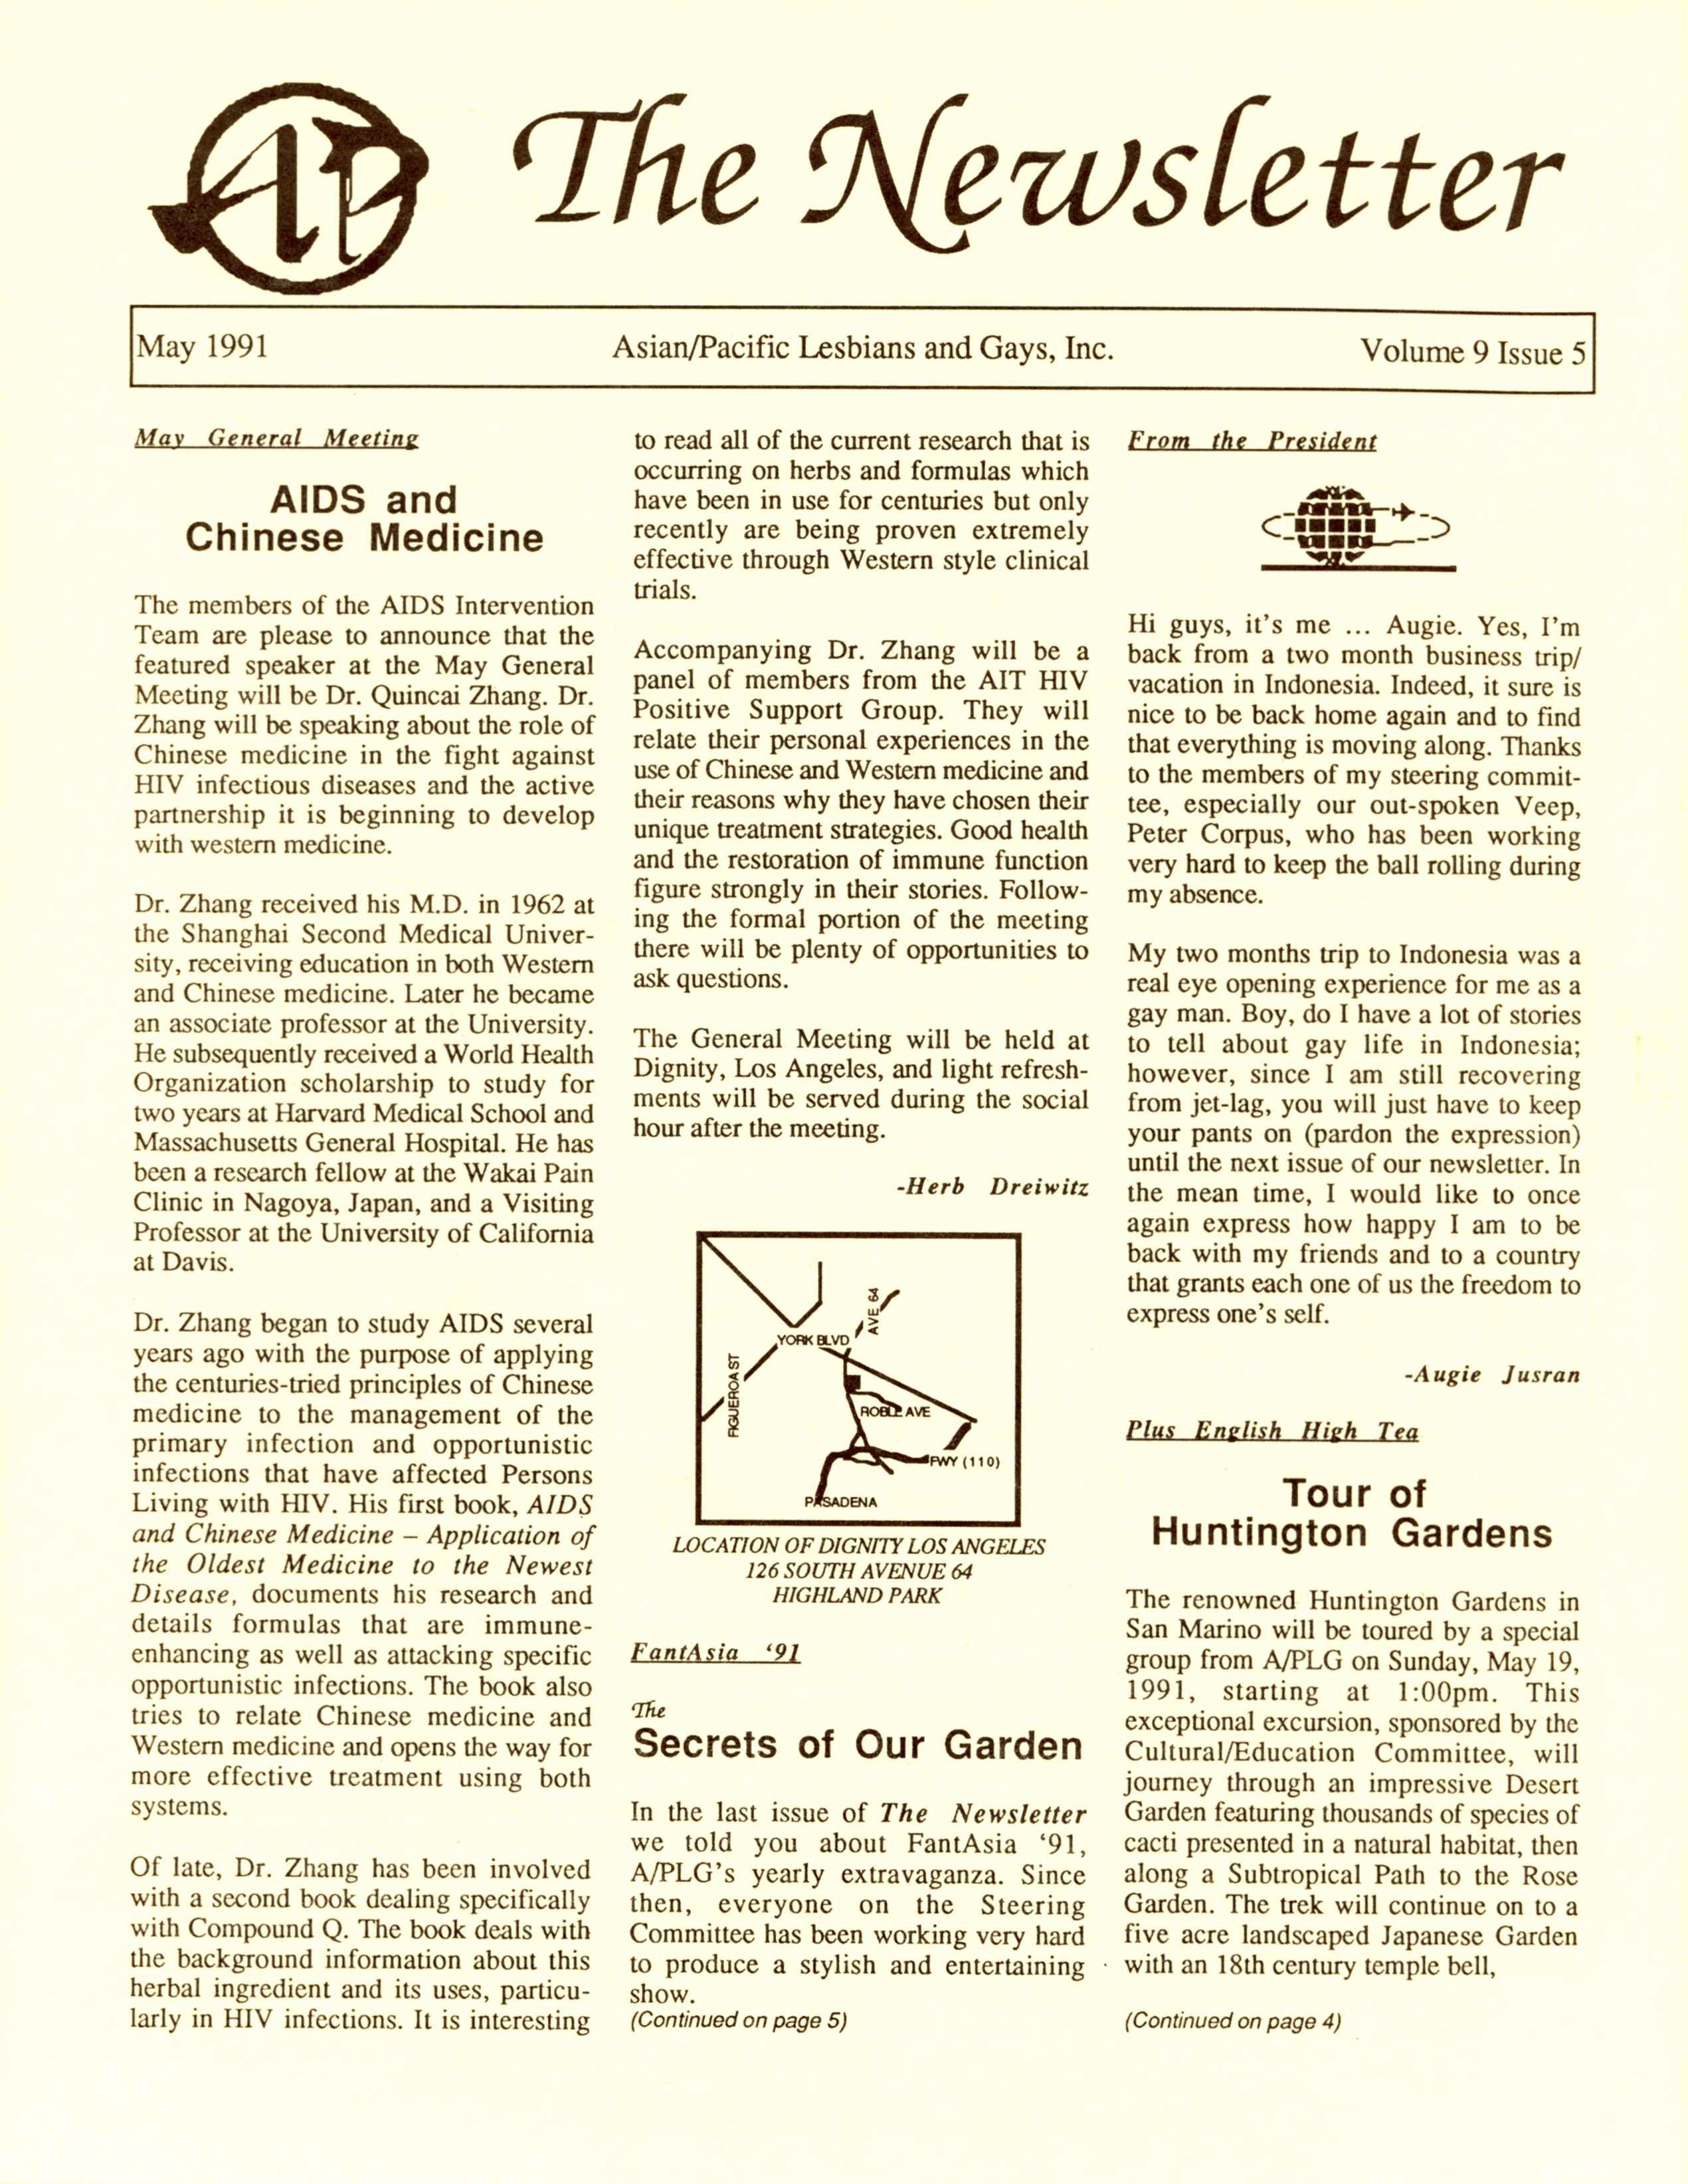 AP
The Newsletter
May 1991
Asian/Pacific Lesbians and Gays, Inc.
Volume 9 Issue 5
May General Meeting
AIDS and
Chinese Medicine
The members of the AIDS Intervention
Team are please to announce that the
featured speaker at the May General
Meeting will be Dr. Quincai Zhang. Dr.
Zhang will be speaking about the role of
Chinese medicine in the fight against
HIV infectious diseases and the active
partnership it is beginning to develop
with western medicine.
Dr. Zhang received his M.D. in 1962 at
the Shanghai Second Medical Univer-
sity, receiving education in both Western
and Chinese medicine. Later he became
an associate professor at the University.
He subsequently received a World Health
Organization scholarship to study for
two years at Harvard Medical School and
Massachusetts General Hospital. He has
been a research fellow at the Wakai Pain
Clinic in Nagoya, Japan, and a Visiting
Professor at the University of California
at Davis.
Dr. Zhang began to study AIDS several
years ago with the purpose of applying
the centuries-tried principles of Chinese
medicine to the management of the
primary infection and opportunistic
infections that have affected Persons
Living with HIV. His first book, AIDS
and Chinese Medicine – Application of
the Oldest Medicine to the Newest
Disease, documents his research and
details formulas that are immune-
enhancing as well as attacking specific
opportunistic infections. The book also
tries to relate Chinese medicine and
Western medicine and opens the way for
more effective treatment using both
systems.
Of late, Dr. Zhang has been involved
with a second book dealing specifically
with Compound Q. The book deals with
the background information about this
herbal ingredient and its uses, particu-
larly in HIV infections. It is interesting
to read all of the current research that is
occurring on herbs and formulas which
have been in use for centuries but only
recently are being proven extremely
effective through Western style clinical
trials.
Accompanying Dr. Zhang will be a
panel of members from the AIT HIV
Positive Support Group. They will
relate their personal experiences in the
use of Chinese and Western medicine and
their reasons why they have chosen their
unique treatment strategies. Good health
and the restoration of immune function
figure strongly in their stories. Follow-
ing the formal portion of the meeting
there will be plenty of opportunities to
ask questions.
The General Meeting will be held at
Dignity, Los Angeles, and light refresh-
ments will be served during the social
hour after the meeting.
-Herb Dreiwitz
AVE 64
YORK BLVD
FIGUEROA ST
ROBLE AVE
FWY (110)
PASADENA
LOCATION OF DIGNITY LOS ANGELES
126 SOUTH AVENUE 64
HIGHLAND PARK
FantAsia ‘91
The
Secrets of Our Garden
In the last issue of The Newsletter
we told you about FantAsia ‘91,
A/PLG’s yearly extravaganza. Since
then, everyone on the Steering
Committee has been working very hard
to produce a stylish and entertaining
show.
(Continued on page 5)
From the President
Hi guys, it’s me ... Augie. Yes, I’m
back from a two month business trip/
vacation in Indonesia. Indeed, it sure is
nice to be back home again and to find
that everything is moving along. Thanks
to the members of my steering commit-
tee, especially our out-spoken Veep,
Peter Corpus, who has been working
very hard to keep the ball rolling during
my absence.
My two months trip to Indonesia was a
real eye opening experience for me as a
gay man. Boy, do I have a lot of stories
to tell about gay life in Indonesia;
however, since I am still recovering
from jet-lag, you will just have to keep
your pants on (pardon the expression)
until the next issue of our newsletter. In
the mean time, I would like to once
again express how happy I am to be
back with my friends and to a country
that grants each one of us the freedom to
express one’s self.
-Augie Jusran
Plus English High Tea
Tour of
Huntington Gardens
The renowned Huntington Gardens in
San Marino will be toured by a special
group from A/PLG on Sunday, May 19,
1991, starting at 1:00pm. This
exceptional excursion, sponsored by the
Cultural/Education Committee, will
journey through an impressive Desert
Garden featuring thousands of species of
cacti presented in a natural habitat, then
along a Subtropical Path to the Rose
Garden. The trek will continue on to a
five acre landscaped Japanese Garden
with an 18th century temple bell,
(Continued on page 4)